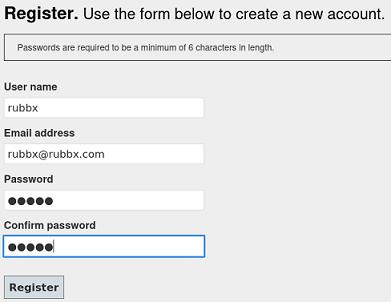 Register. Use the form below to create a new account.
Passwords are required to be a minimum of 6 characters in length.
User name
rubbx
Email address
rubbx@rubbx.com
Password
●●●●●
Confirm password
●●●●●
Register